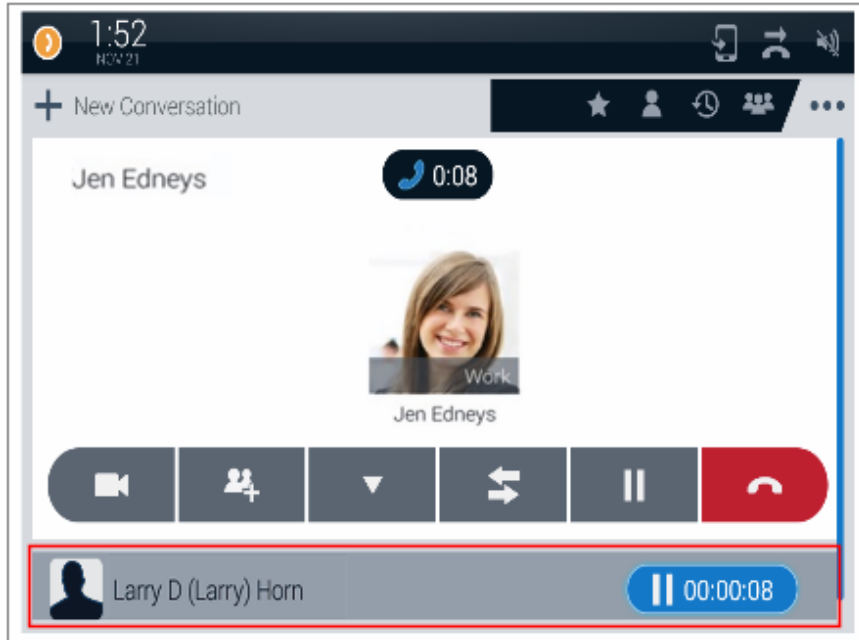 1:52
NOV 21
New Conversation
Jen Edneys
0:08
Work
Jen Edneys
Larry D (Larry) Horn
00:00:08